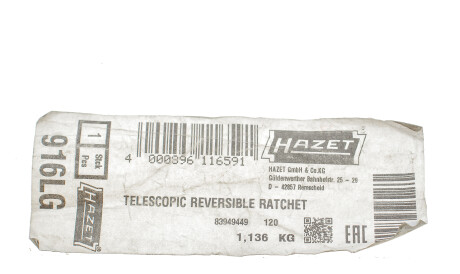 916LG
1
Stck
Pcs
HAZET
4 000896 116591
HAZET
HAZET GmbH & Co.KG
Güldenwerther Bahnhofstr. 25 - 29
D - 42857 Remscheid
TELESCOPIC REVERSIBLE RATCHET
83949449 120
1,136 KG
EAC